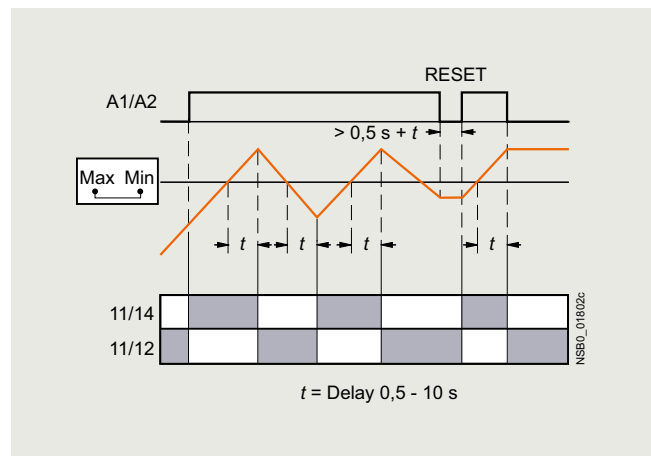 RESET
A1/A2
> 0,5 s + t
Max Min
t t t t
11/14
11/12
NSB0_01802c
t = Delay 0,5 - 10 s